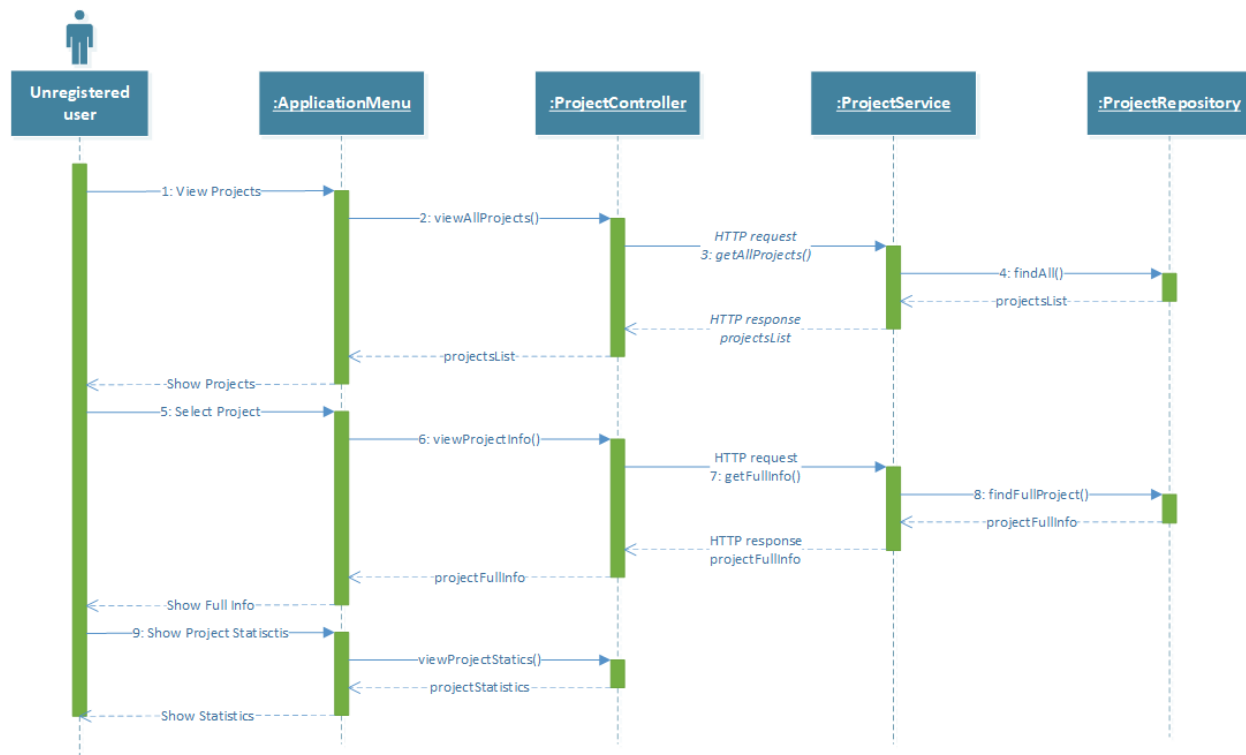 Unregistered
user
:ApplicationMenu
:ProjectController
:ProjectService
:ProjectRepository
1: View Projects
2: viewAllProjects()
HTTP request
3: getAllProjects()
4: findAll()
projectsList
HTTP response
projectsList
projectsList
Show Projects
5: Select Project
6: viewProjectInfo()
HTTP request
7: getFullInfo()
8: findFullProject()
projectFullInfo
HTTP response
projectFullInfo
projectFullInfo
Show Full Info
9: Show Project Statisctis
viewProjectStatics()
projectStatistics
Show Statistics